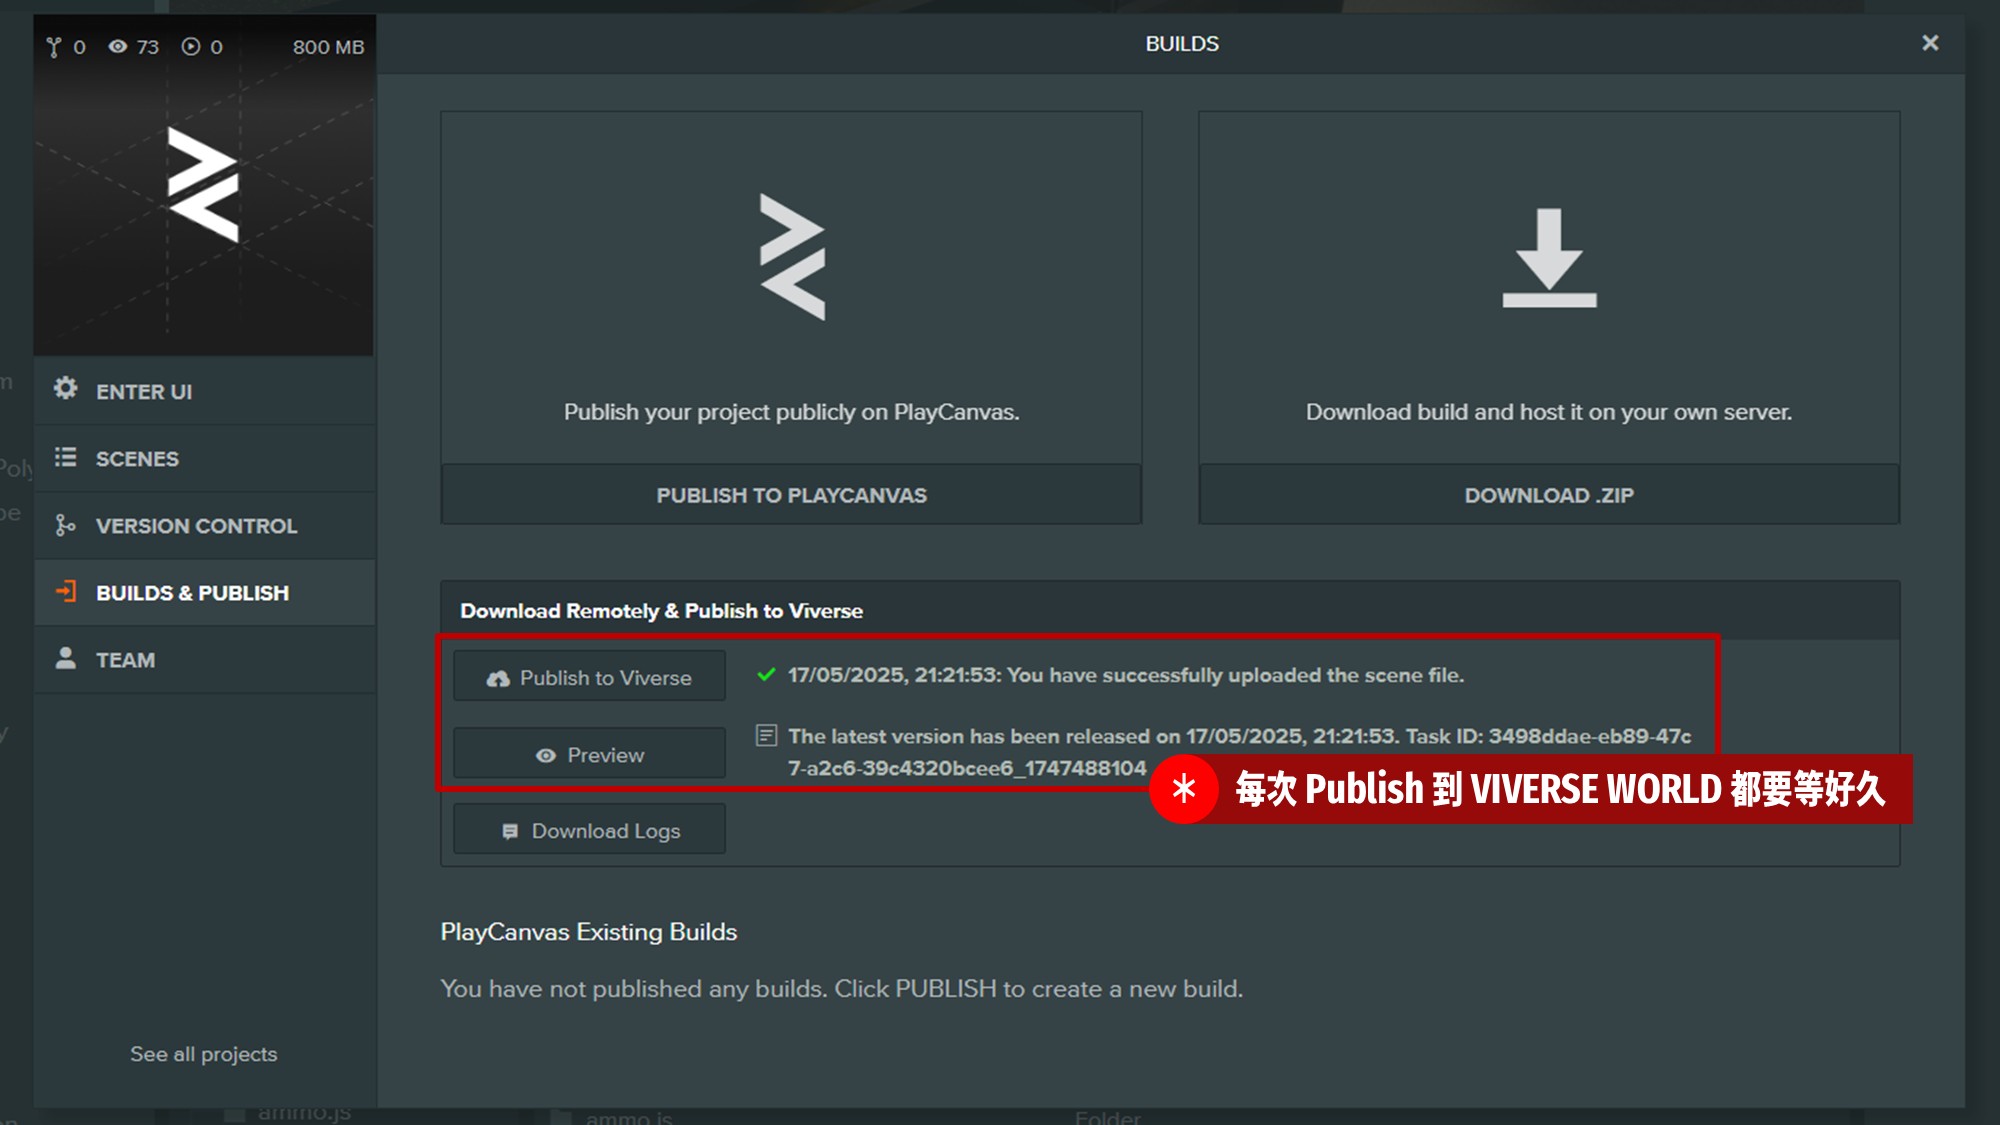 0 73 0 800 MB
BUILDS
Publish your project publicly on PlayCanvas.
PUBLISH TO PLAYCANVAS
Download build and host it on your own server.
DOWNLOAD .ZIP
ENTER UI
SCENES
VERSION CONTROL
BUILDS & PUBLISH
TEAM
See all projects
Download Remotely & Publish to Viverse
Publish to Viverse
17/05/2025, 21:21:53: You have successfully uploaded the scene file.
Preview
The latest version has been released on 17/05/2025, 21:21:53. Task ID: 3498ddae-eb89-47c
7-a2c6-39c4320bcee6_1747488104
每次 Publish 到 VIVERSE WORLD 都要等好久
Download Logs
PlayCanvas Existing Builds
You have not published any builds. Click PUBLISH to create a new build.
ammo.js
ammo.js
Folder